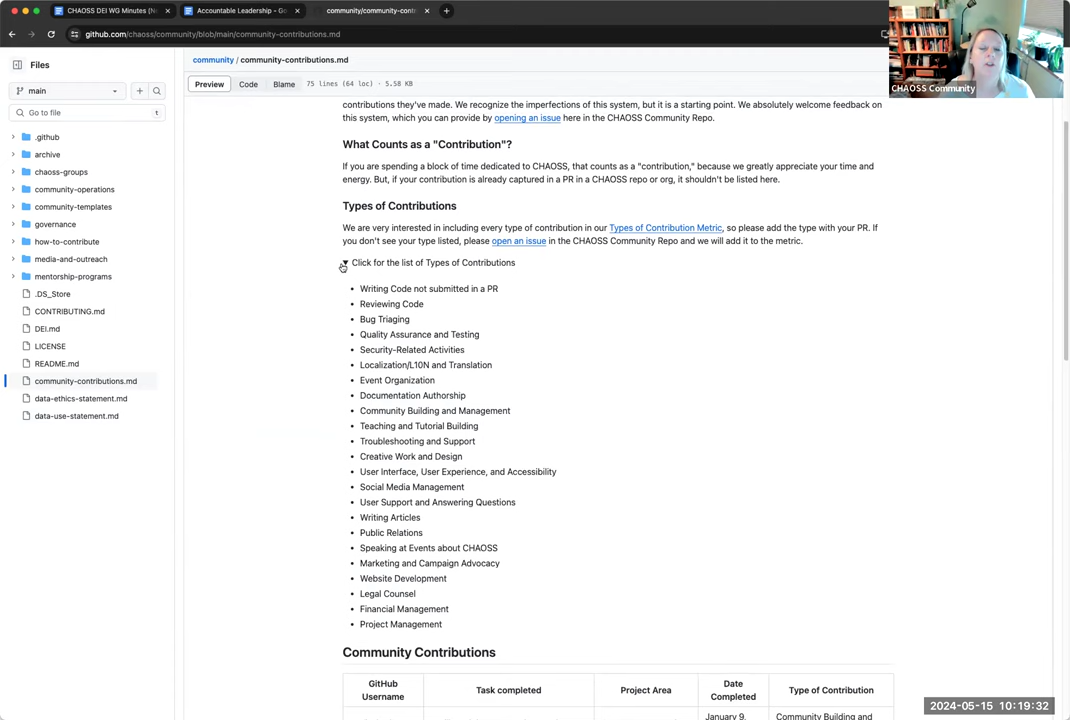 CHAOSS DEI WG Minutes (N
Accountable Leadership - Go
community/community-contr
github.com/chaoss/community/blob/main/community-contributions.md
CHAOSS Community
Files
main
Go to file
t
.github
archive
chaoss-groups
community-operations
community-templates
governance
how-to-contribute
media-and-outreach
mentorship-programs
.DS_Store
CONTRIBUTING.md
DEI.md
LICENSE
README.md
community-contributions.md
data-ethics-statement.md
data-use-statement.md
community / community-contributions.md
Preview Code Blame 75 lines (64 loc) · 5.58 KB
contributions they've made. We recognize the imperfections of this system, but it is a starting point. We absolutely welcome feedback on
this system, which you can provide by opening an issue here in the CHAOSS Community Repo.
What Counts as a "Contribution"?
If you are spending a block of time dedicated to CHAOSS, that counts as a "contribution," because we greatly appreciate your time and
energy. But, if your contribution is already captured in a PR in a CHAOSS repo or org, it shouldn't be listed here.
Types of Contributions
We are very interested in including every type of contribution in our Types of Contribution Metric, so please add the type with your PR. If
you don't see your type listed, please open an issue in the CHAOSS Community Repo and we will add it to the metric.
▼ Click for the list of Types of Contributions
• Writing Code not submitted in a PR
• Reviewing Code
• Bug Triaging
• Quality Assurance and Testing
• Security-Related Activities
• Localization/L10N and Translation
• Event Organization
• Documentation Authorship
• Community Building and Management
• Teaching and Tutorial Building
• Troubleshooting and Support
• Creative Work and Design
• User Interface, User Experience, and Accessibility
• Social Media Management
• User Support and Answering Questions
• Writing Articles
• Public Relations
• Speaking at Events about CHAOSS
• Marketing and Campaign Advocacy
• Website Development
• Legal Counsel
• Financial Management
• Project Management
Community Contributions
GitHub Username Task completed Project Area Date Completed Type of Contribution
January 9, Community Building and
2024-05-15 10:19:32